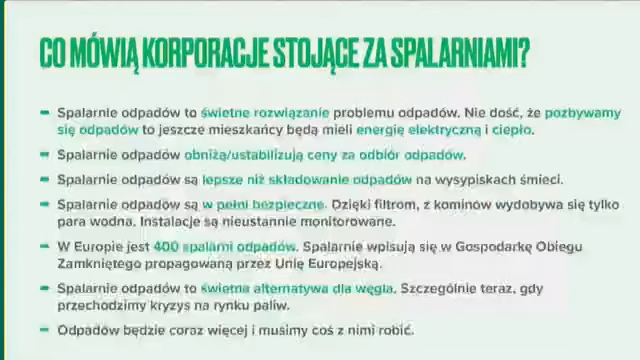 CO MÓWIĄ KORPORACJE STOJĄCE ZA SPALARNIAMI?
– Spalarnie odpadów to świetne rozwiązanie problemu odpadów. Nie dość, że pozbywamy
się odpadów to jeszcze mieszkańcy będą mieli energię elektryczną i ciepło.
– Spalarnie odpadów obniżą/ustabilizują ceny za odbiór odpadów.
– Spalarnie odpadów są lepsze niż składowanie odpadów na wysypiskach śmieci.
– Spalarnie odpadów są w pełni bezpieczne. Dzięki filtrom, z kominów wydobywa się tylko
para wodna. Instalacje są nieustannie monitorowane.
– W Europie jest 400 spalarni odpadów. Spalarnie wpisują się w Gospodarkę Obiegu
Zamkniętego propagowaną przez Unię Europejską.
– Spalarnie odpadów to świetna alternatywa dla węgla. Szczególnie teraz, gdy
przechodzimy kryzys na rynku paliw.
– Odpadów będzie coraz więcej i musimy coś z nimi robić.